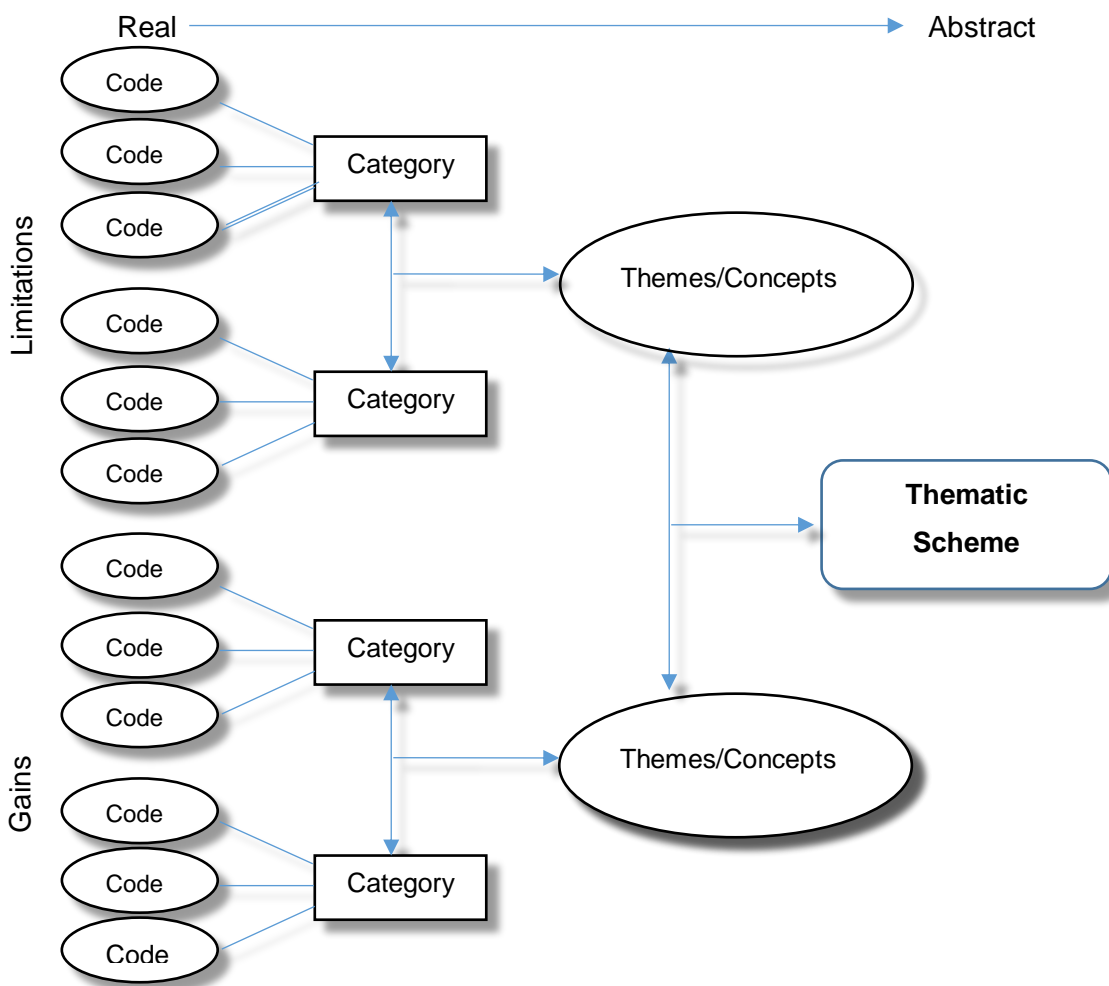 Real
Abstract
Code
Code
Category
Code
Limitations
Themes/Concepts
Code
Code
Category
Code
Thematic
Scheme
Code
Code
Category
Code
Gains
Themes/Concepts
Code
Code
Category
Code